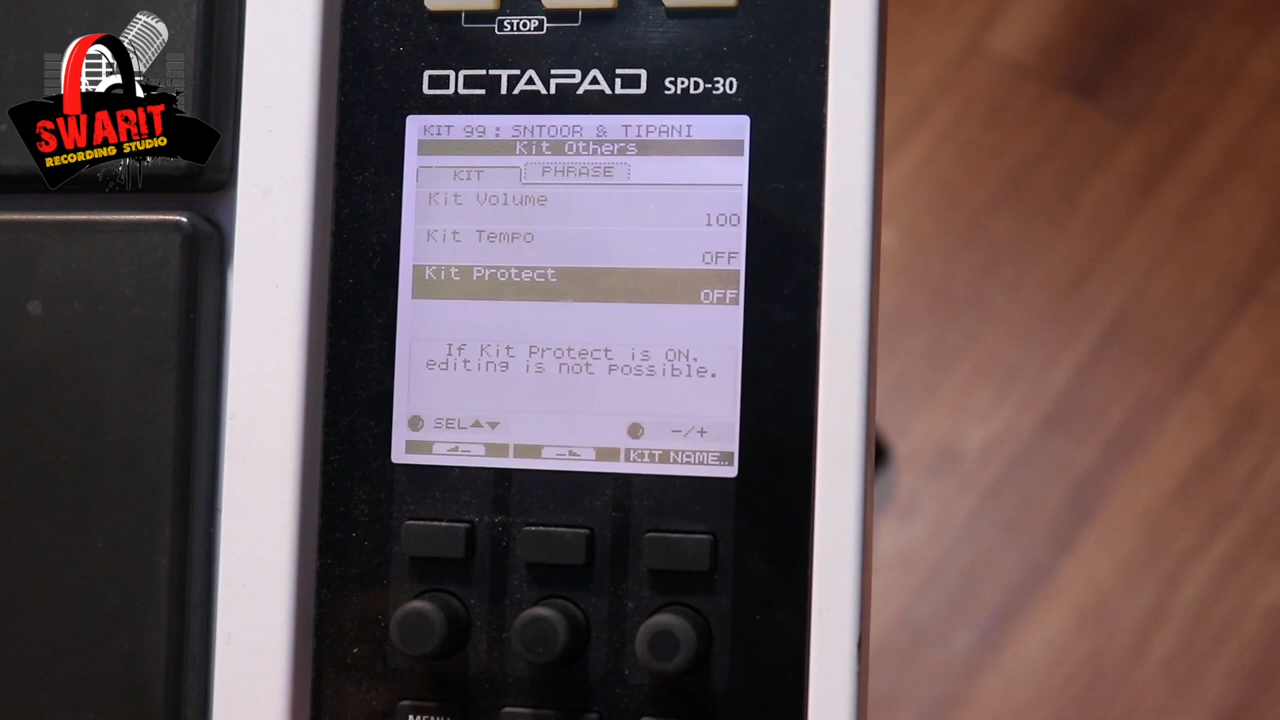 SWARIT
RECORDING STUDIO
STOP
OCTAPAD SPD-30
KIT 99: SNTOOR & TIPANI
Kit Others
KIT PHRASE
Kit Volume
100
Kit Tempo
OFF
Kit Protect
OFF
If Kit Protect is ON,
editing is not possible.
SEL▲▼ -/+
KIT NAME..
MENU